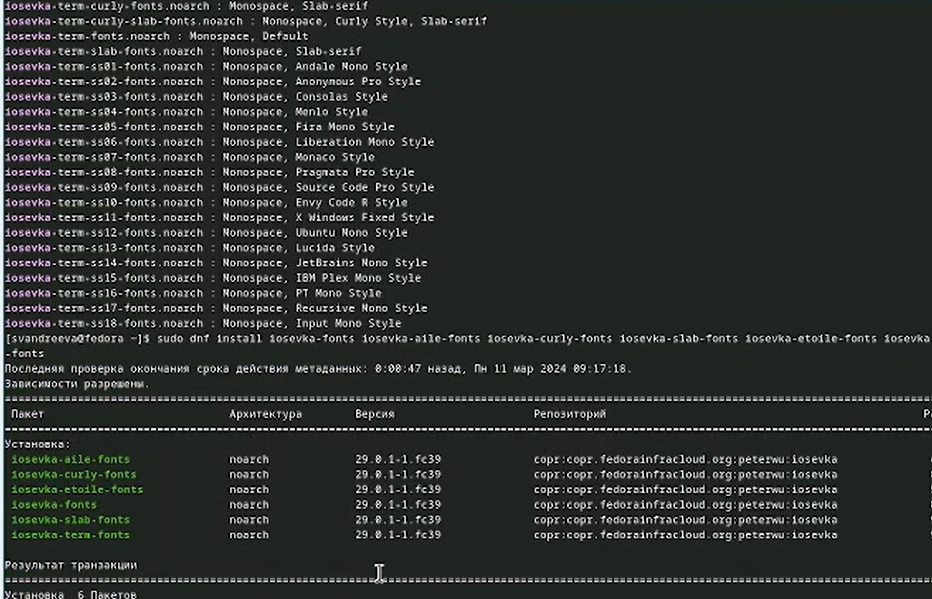 iosevka-term-curly-fonts.noarch : Monospace, Slab-serif
iosevka-term-curly-slab-fonts.noarch : Monospace, Curly Style, Slab-serif
iosevka-term-fonts.noarch : Monospace, Default
iosevka-term-slab-fonts.noarch : Monospace, Slab-serif
iosevka-term-ss01-fonts.noarch : Monospace, Andale Mono Style
iosevka-term-ss02-fonts.noarch : Monospace, Anonymous Pro Style
iosevka-term-ss03-fonts.noarch : Monospace, Consolas Style
iosevka-term-ss04-fonts.noarch : Monospace, Menlo Style
iosevka-term-ss05-fonts.noarch : Monospace, Fira Mono Style
iosevka-term-ss06-fonts.noarch : Monospace, Liberation Mono Style
iosevka-term-ss07-fonts.noarch : Monospace, Monaco Style
iosevka-term-ss08-fonts.noarch : Monospace, Pragmata Pro Style
iosevka-term-ss09-fonts.noarch : Monospace, Source Code Pro Style
iosevka-term-ss10-fonts.noarch : Monospace, Envy Code R Style
iosevka-term-ss11-fonts.noarch : Monospace, X Windows Fixed Style
iosevka-term-ss12-fonts.noarch : Monospace, Ubuntu Mono Style
iosevka-term-ss13-fonts.noarch : Monospace, Lucida Style
iosevka-term-ss14-fonts.noarch : Monospace, JetBrains Mono Style
iosevka-term-ss15-fonts.noarch : Monospace, IBM Plex Mono Style
iosevka-term-ss16-fonts.noarch : Monospace, PT Mono Style
iosevka-term-ss17-fonts.noarch : Monospace, Recursive Mono Style
iosevka-term-ss18-fonts.noarch : Monospace, Input Mono Style
[svandreeva@fedora ~]$ sudo dnf install iosevka-fonts iosevka-aile-fonts iosevka-curly-fonts iosevka-slab-fonts iosevka-etoile-fonts iosevka
-fonts
Последняя проверка окончания срока действия метаданных: 0:00:47 назад, Пн 11 мар 2024 09:17:18.
Зависимости разрешены.
Пакет Архитектура Версия Репозиторий
Установка:
iosevka-aile-fonts noarch 29.0.1-1.fc39 copr:copr.fedorainfracloud.org:peterwu:iosevka
iosevka-curly-fonts noarch 29.0.1-1.fc39 copr:copr.fedorainfracloud.org:peterwu:iosevka
iosevka-etoile-fonts noarch 29.0.1-1.fc39 copr:copr.fedorainfracloud.org:peterwu:iosevka
iosevka-fonts noarch 29.0.1-1.fc39 copr:copr.fedorainfracloud.org:peterwu:iosevka
iosevka-slab-fonts noarch 29.0.1-1.fc39 copr:copr.fedorainfracloud.org:peterwu:iosevka
iosevka-term-fonts noarch 29.0.1-1.fc39 copr:copr.fedorainfracloud.org:peterwu:iosevka
Результат транзакции
Установка 6 Пакетов